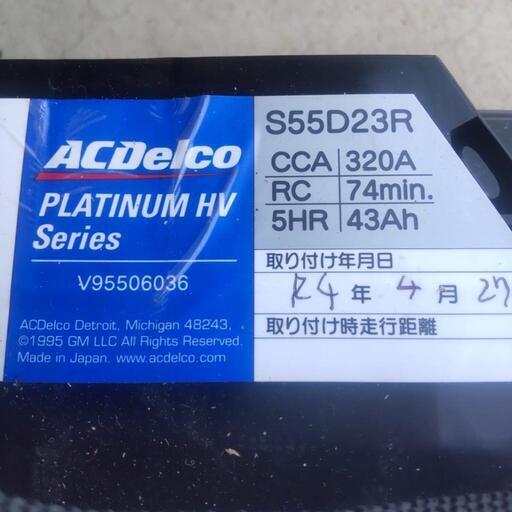 ACDelco
PLATINUM HV
Series
V95506036
ACDelco Detroit, Michigan 48243,
©1995 GM LLC All Rights Reserved.
Made in Japan. www.acdelco.com
S55D23R
CCA 320A
RC 74min.
5HR 43Ah
取り付け年月日
R4年 4月 27
取り付け時走行距離